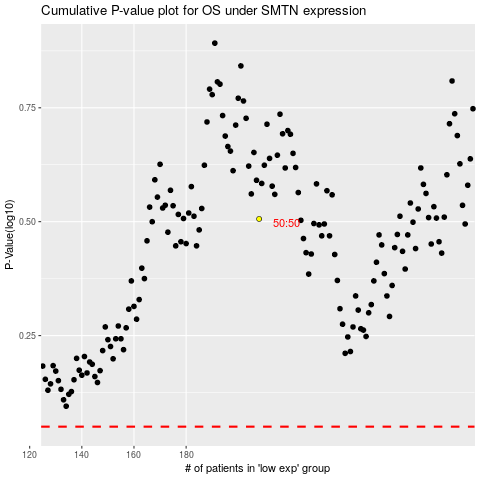 Cumulative P-value plot for OS under SMTN expression
P-Value(log10)
0.75
0.50
0.25
50:50
120 140 160 180
# of patients in 'low exp' group